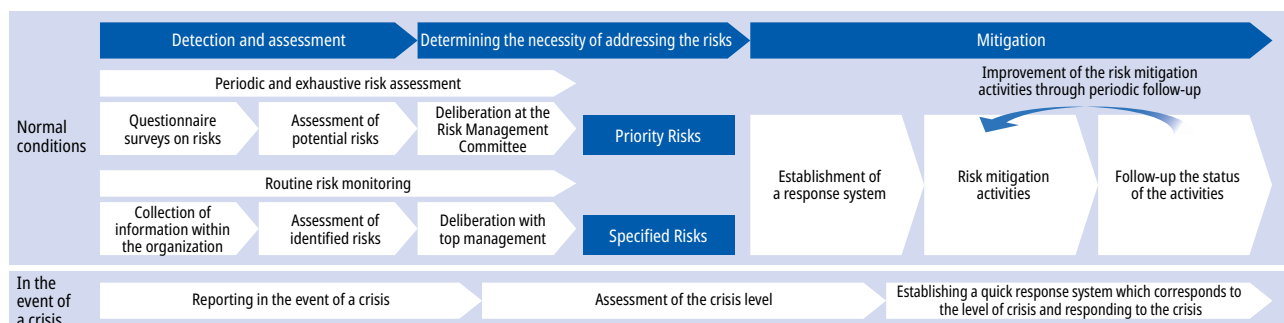 Detection and assessment
Determining the necessity of addressing the risks
Mitigation
Normal
conditions
Periodic and exhaustive risk assessment
Questionnaire
surveys on risks
Assessment of
potential risks
Deliberation at the
Risk Management
Committee
Priority Risks
Routine risk monitoring
Collection of
information within
the organization
Assessment of
identified risks
Deliberation with
top management
Specified Risks
Improvement of the risk mitigation
activities through periodic follow-up
Establishment of
a response system
Risk mitigation
activities
Follow-up the status
of the activities
In the
event of
a crisis
Reporting in the event of a crisis
Assessment of the crisis level
Establishing a quick response system which corresponds to
the level of crisis and responding to the crisis